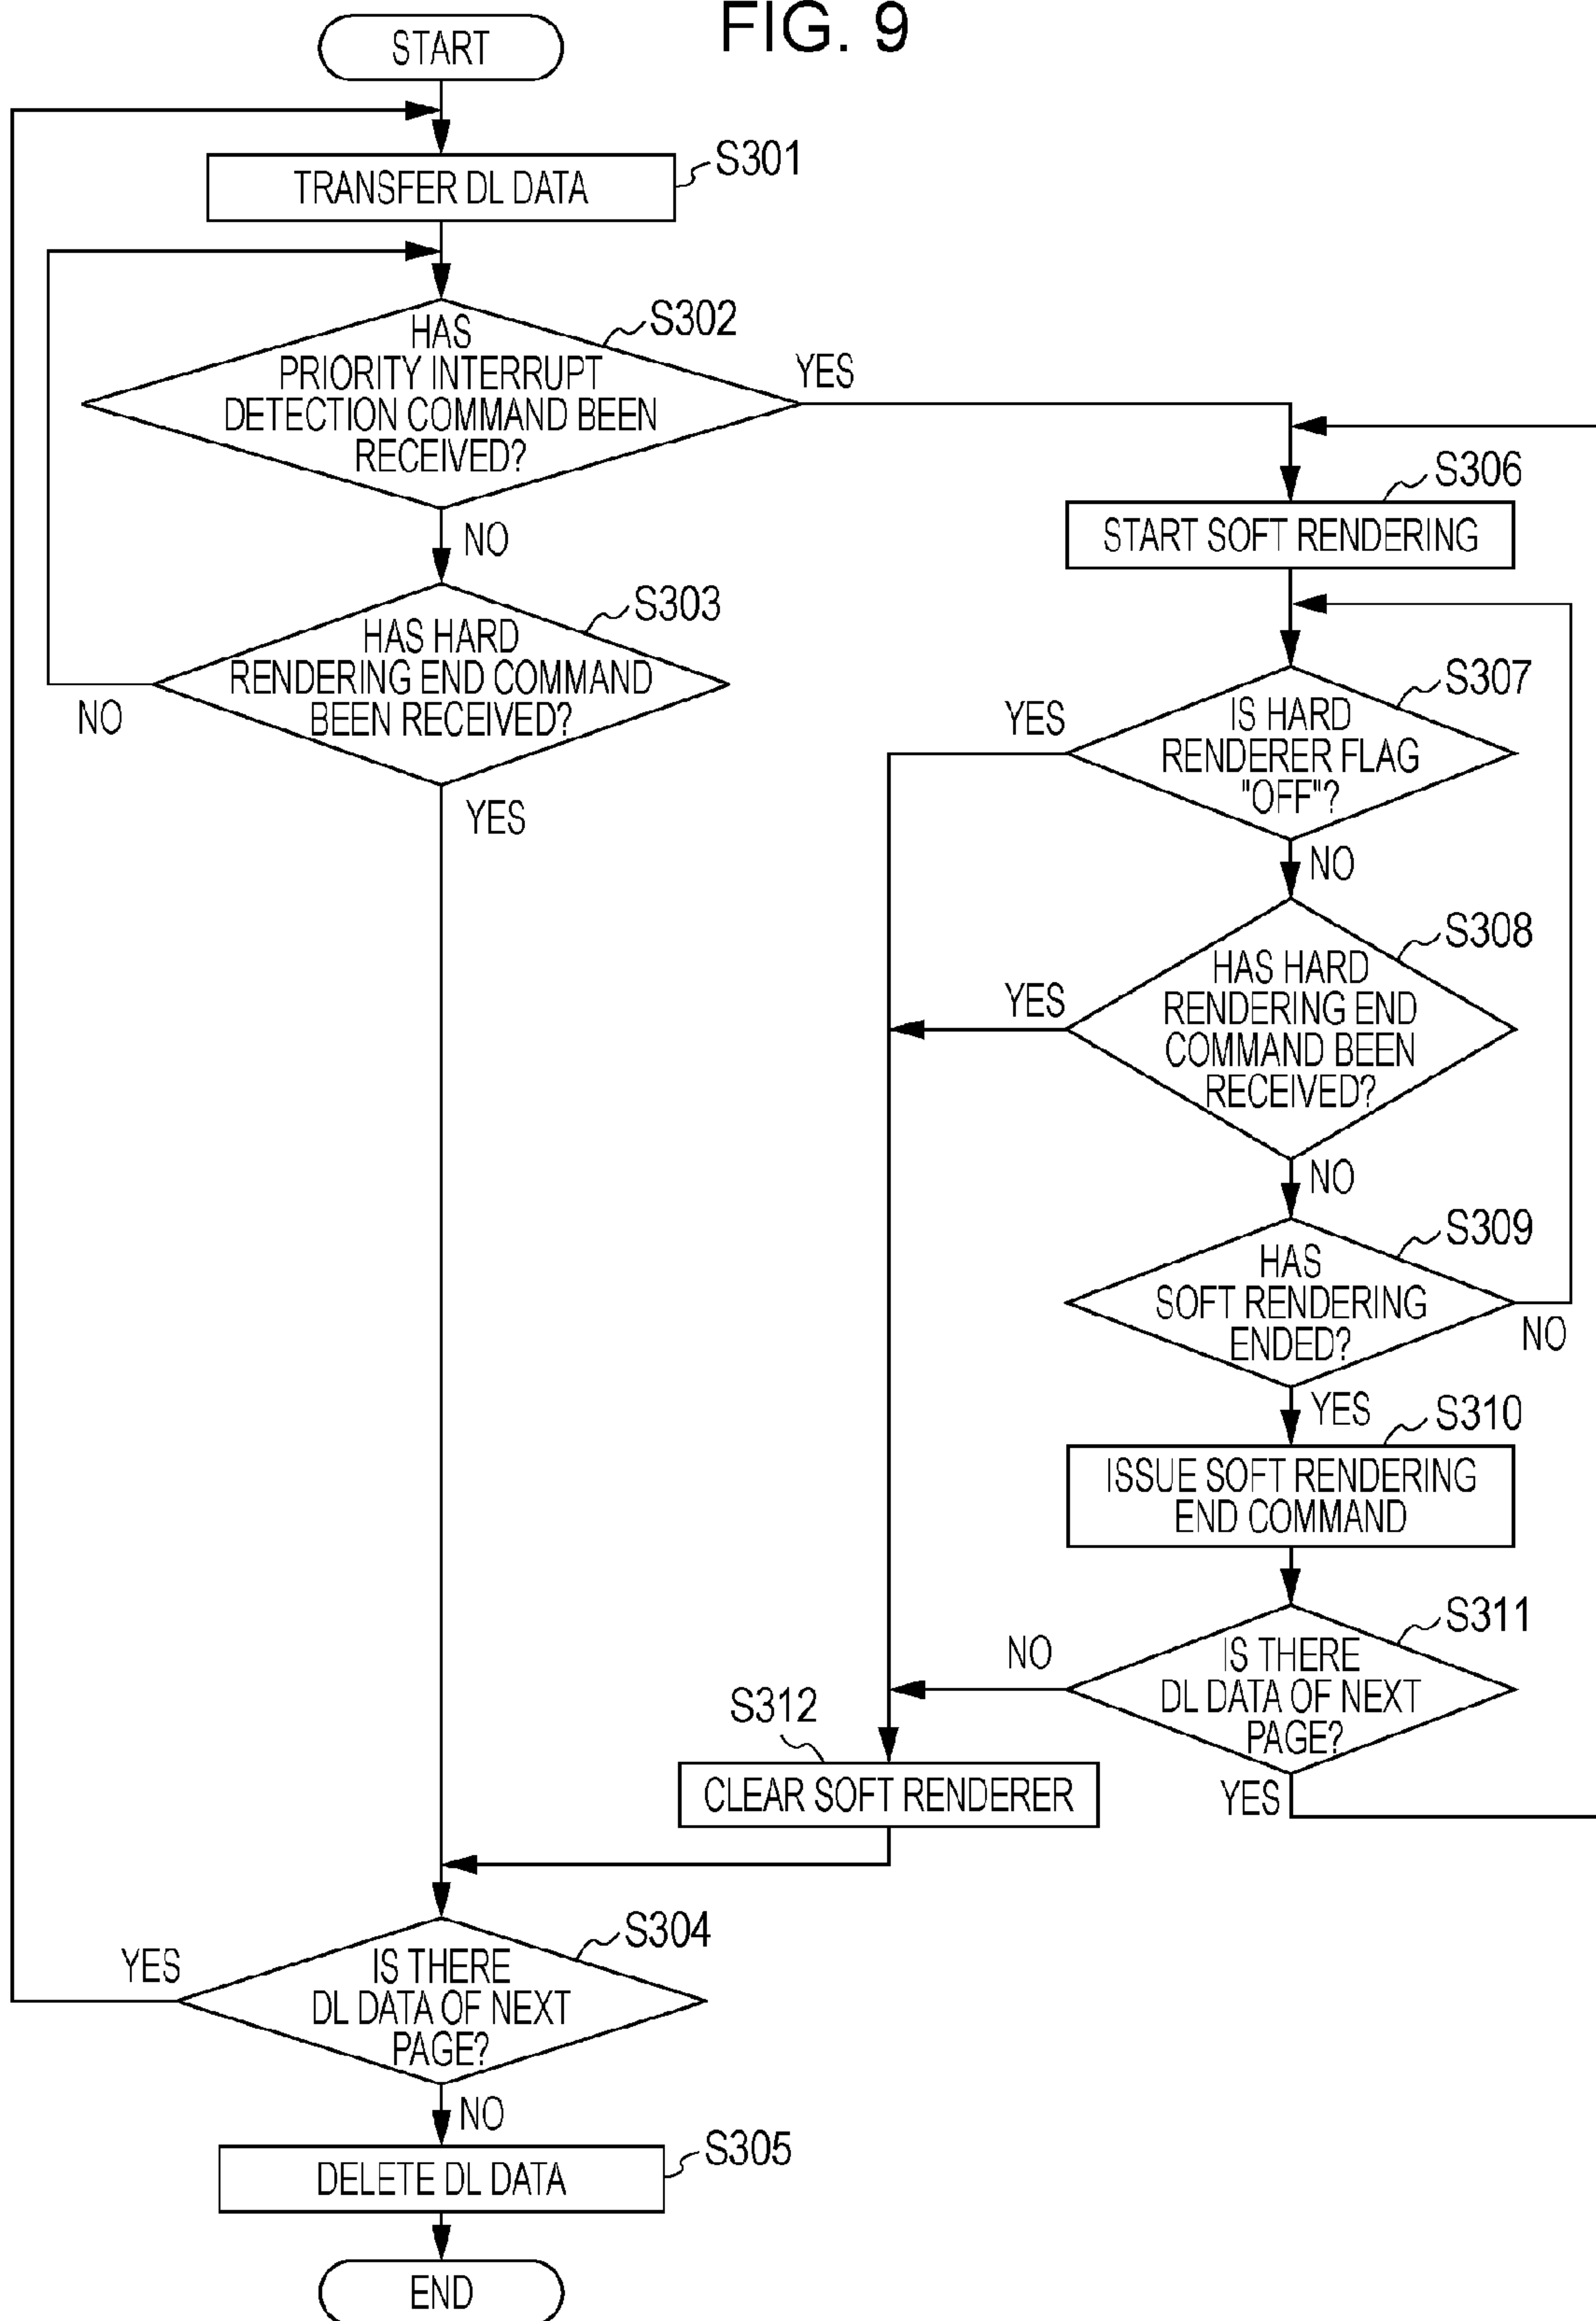 FIG. 9
START
TRANSFER DL DATA
S301
HAS
PRIORITY INTERRUPT
DETECTION COMMAND BEEN
RECEIVED?
S302
YES
NO
HAS HARD
RENDERING END COMMAND
BEEN RECEIVED?
S303
NO
YES
START SOFT RENDERING
S306
IS HARD
RENDERER FLAG
"OFF"?
S307
YES
NO
HAS HARD
RENDERING END
COMMAND BEEN
RECEIVED?
S308
YES
NO
HAS
SOFT RENDERING
ENDED?
S309
NO
YES
ISSUE SOFT RENDERING
END COMMAND
S310
IS THERE
DL DATA OF NEXT
PAGE?
S311
NO
YES
S312
CLEAR SOFT RENDERER
IS THERE
DL DATA OF NEXT
PAGE?
S304
YES
NO
DELETE DL DATA
S305
END